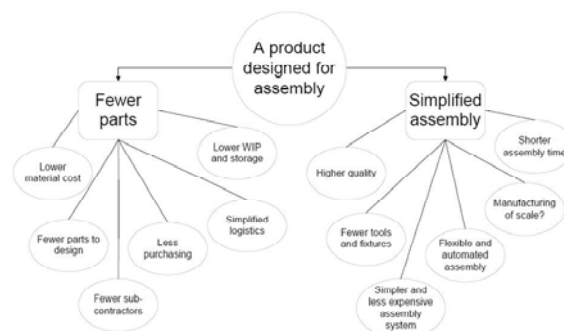 A product
designed for
assembly
Fewer
parts
Simplified
assembly
Lower
material cost
Lower WIP
and storage
Fewer parts to
design
Less
purchasing
Simplified
logistics
Fewer sub-
contractors
Higher quality
Shorter
assembly time
Fewer tools
and fixtures
Flexible and
automated
assembly
Manufacturing
of scale?
Simpler and
less expensive
assembly
system